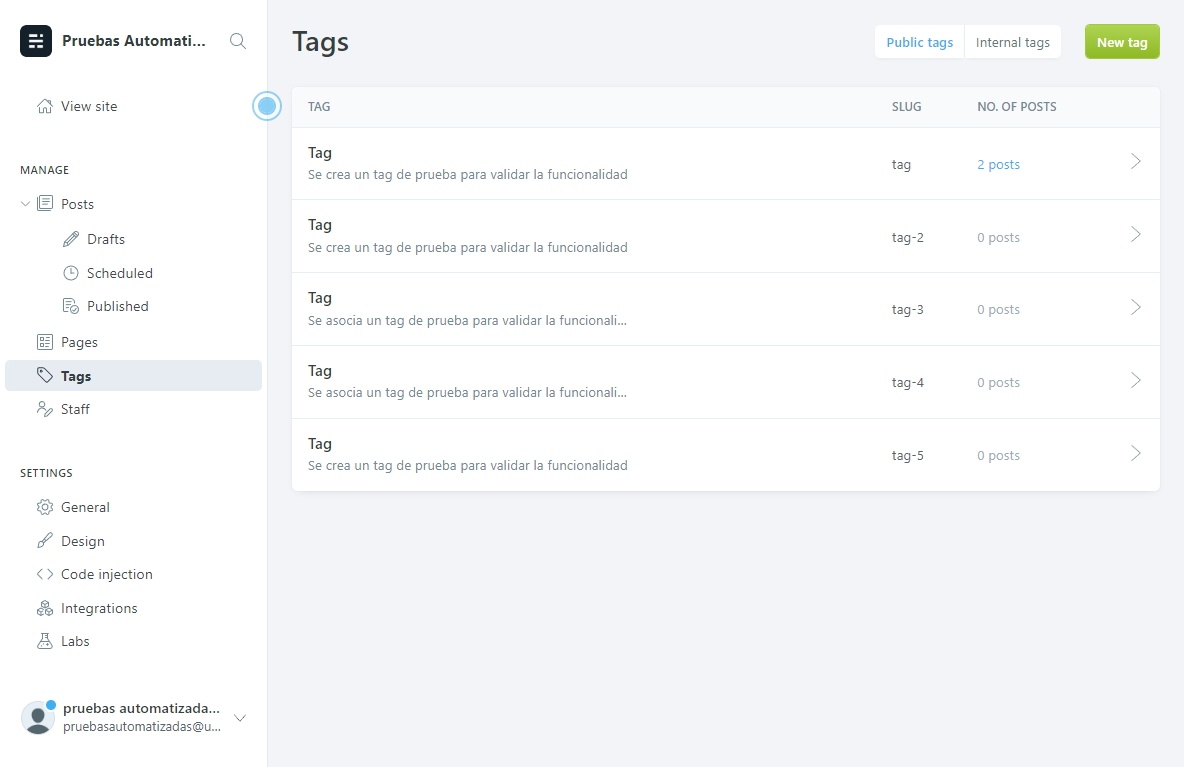 Pruebas Automati...
View site
MANAGE
Posts
Drafts
Scheduled
Published
Pages
Tags
Staff
SETTINGS
General
Design
Code injection
Integrations
Labs
pruebas automatizada...
pruebasautomatizadas@u...
Tags
Public tags Internal tags New tag
TAG SLUG NO. OF POSTS
Tag
Se crea un tag de prueba para validar la funcionalidad
tag 2 posts
Tag
Se crea un tag de prueba para validar la funcionalidad
tag-2 0 posts
Tag
Se asocia un tag de prueba para validar la funcionali...
tag-3 0 posts
Tag
Se asocia un tag de prueba para validar la funcionali...
tag-4 0 posts
Tag
Se crea un tag de prueba para validar la funcionalidad
tag-5 0 posts